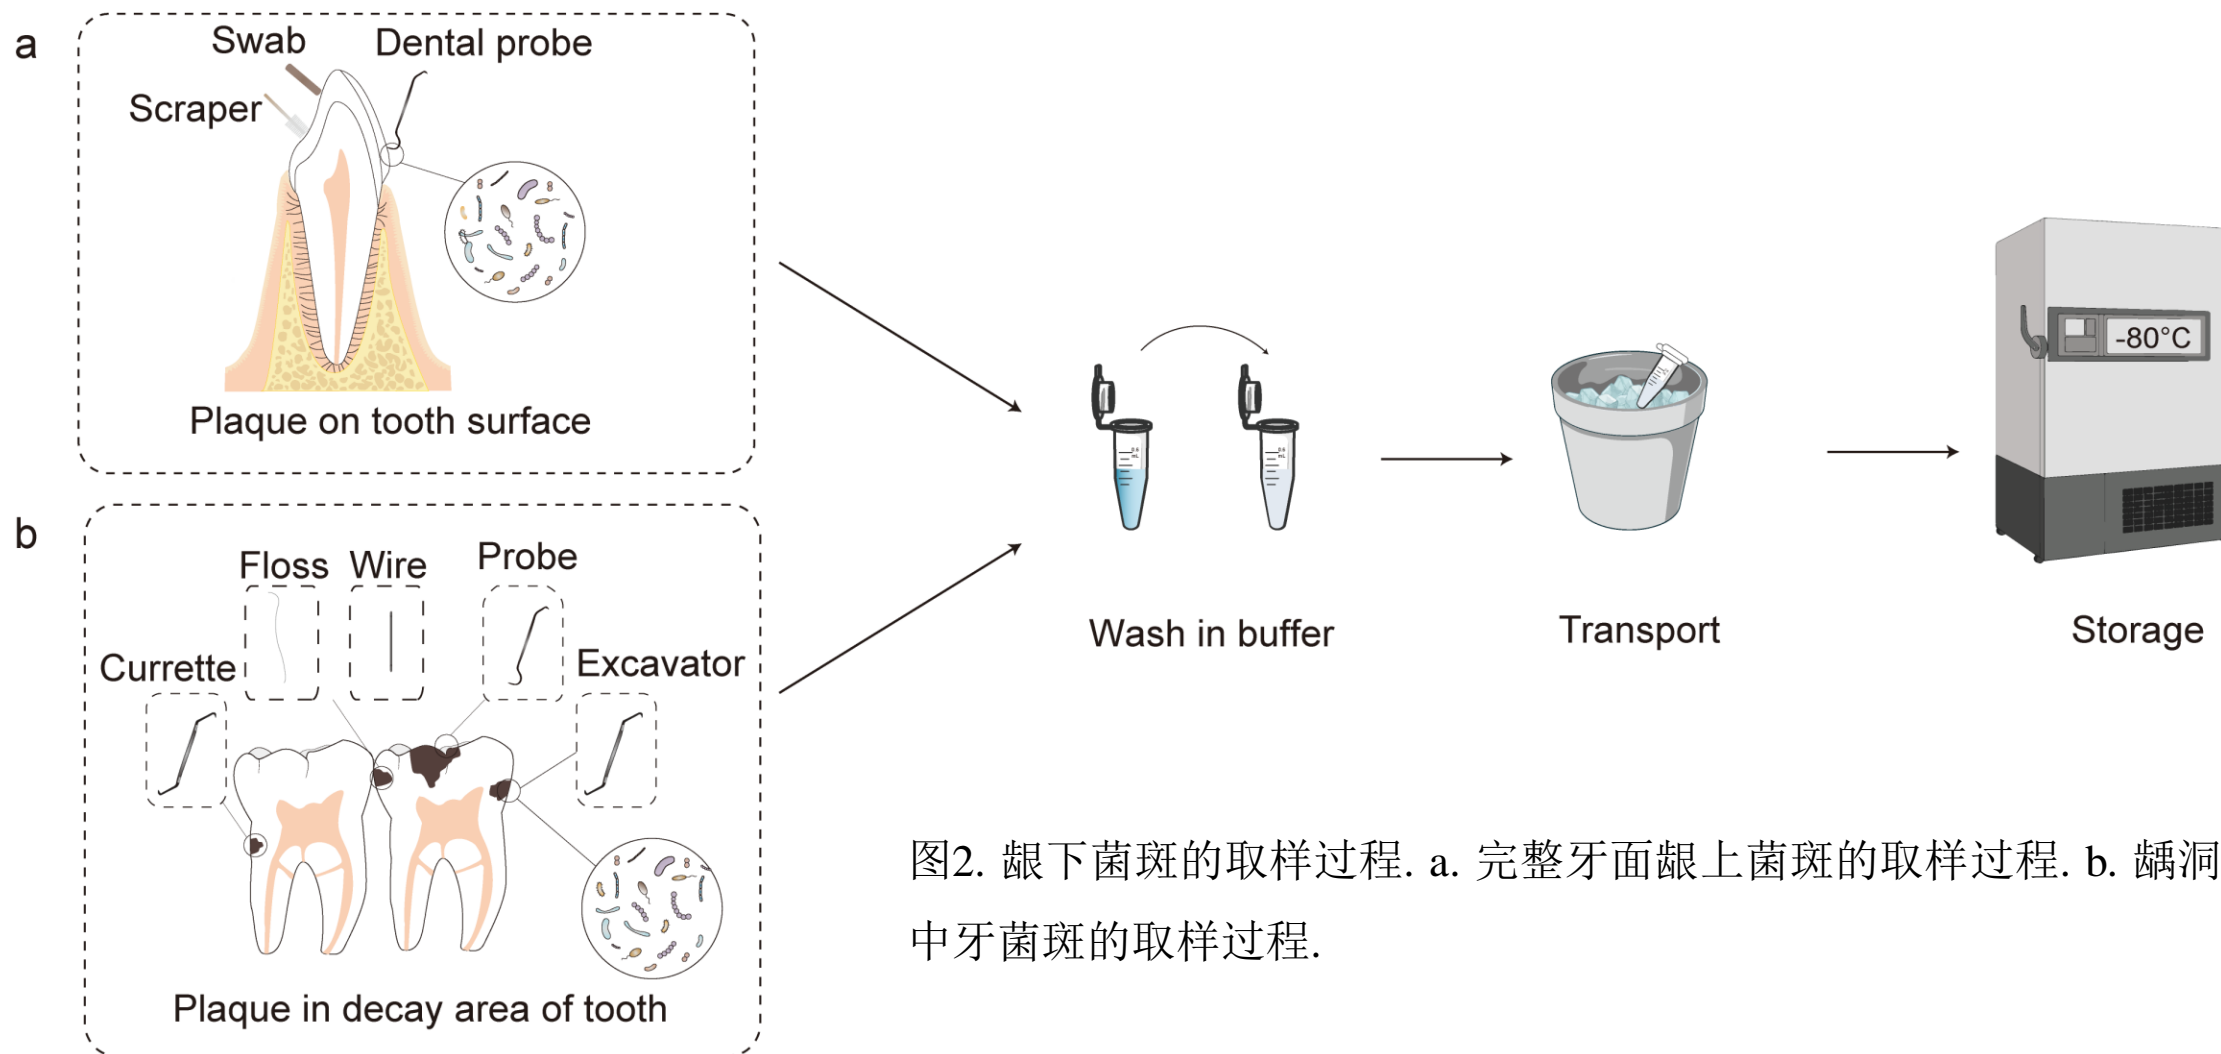 a
Swab
Dental probe
Scraper
Plaque on tooth surface
b
Floss
Wire
Probe
Currette
Excavator
Plaque in decay area of tooth
Wash in buffer
Transport
-80°C
Storage
图2. 龈下菌斑的取样过程. a. 完整牙面龈上菌斑的取样过程. b. 龋洞
中牙菌斑的取样过程.